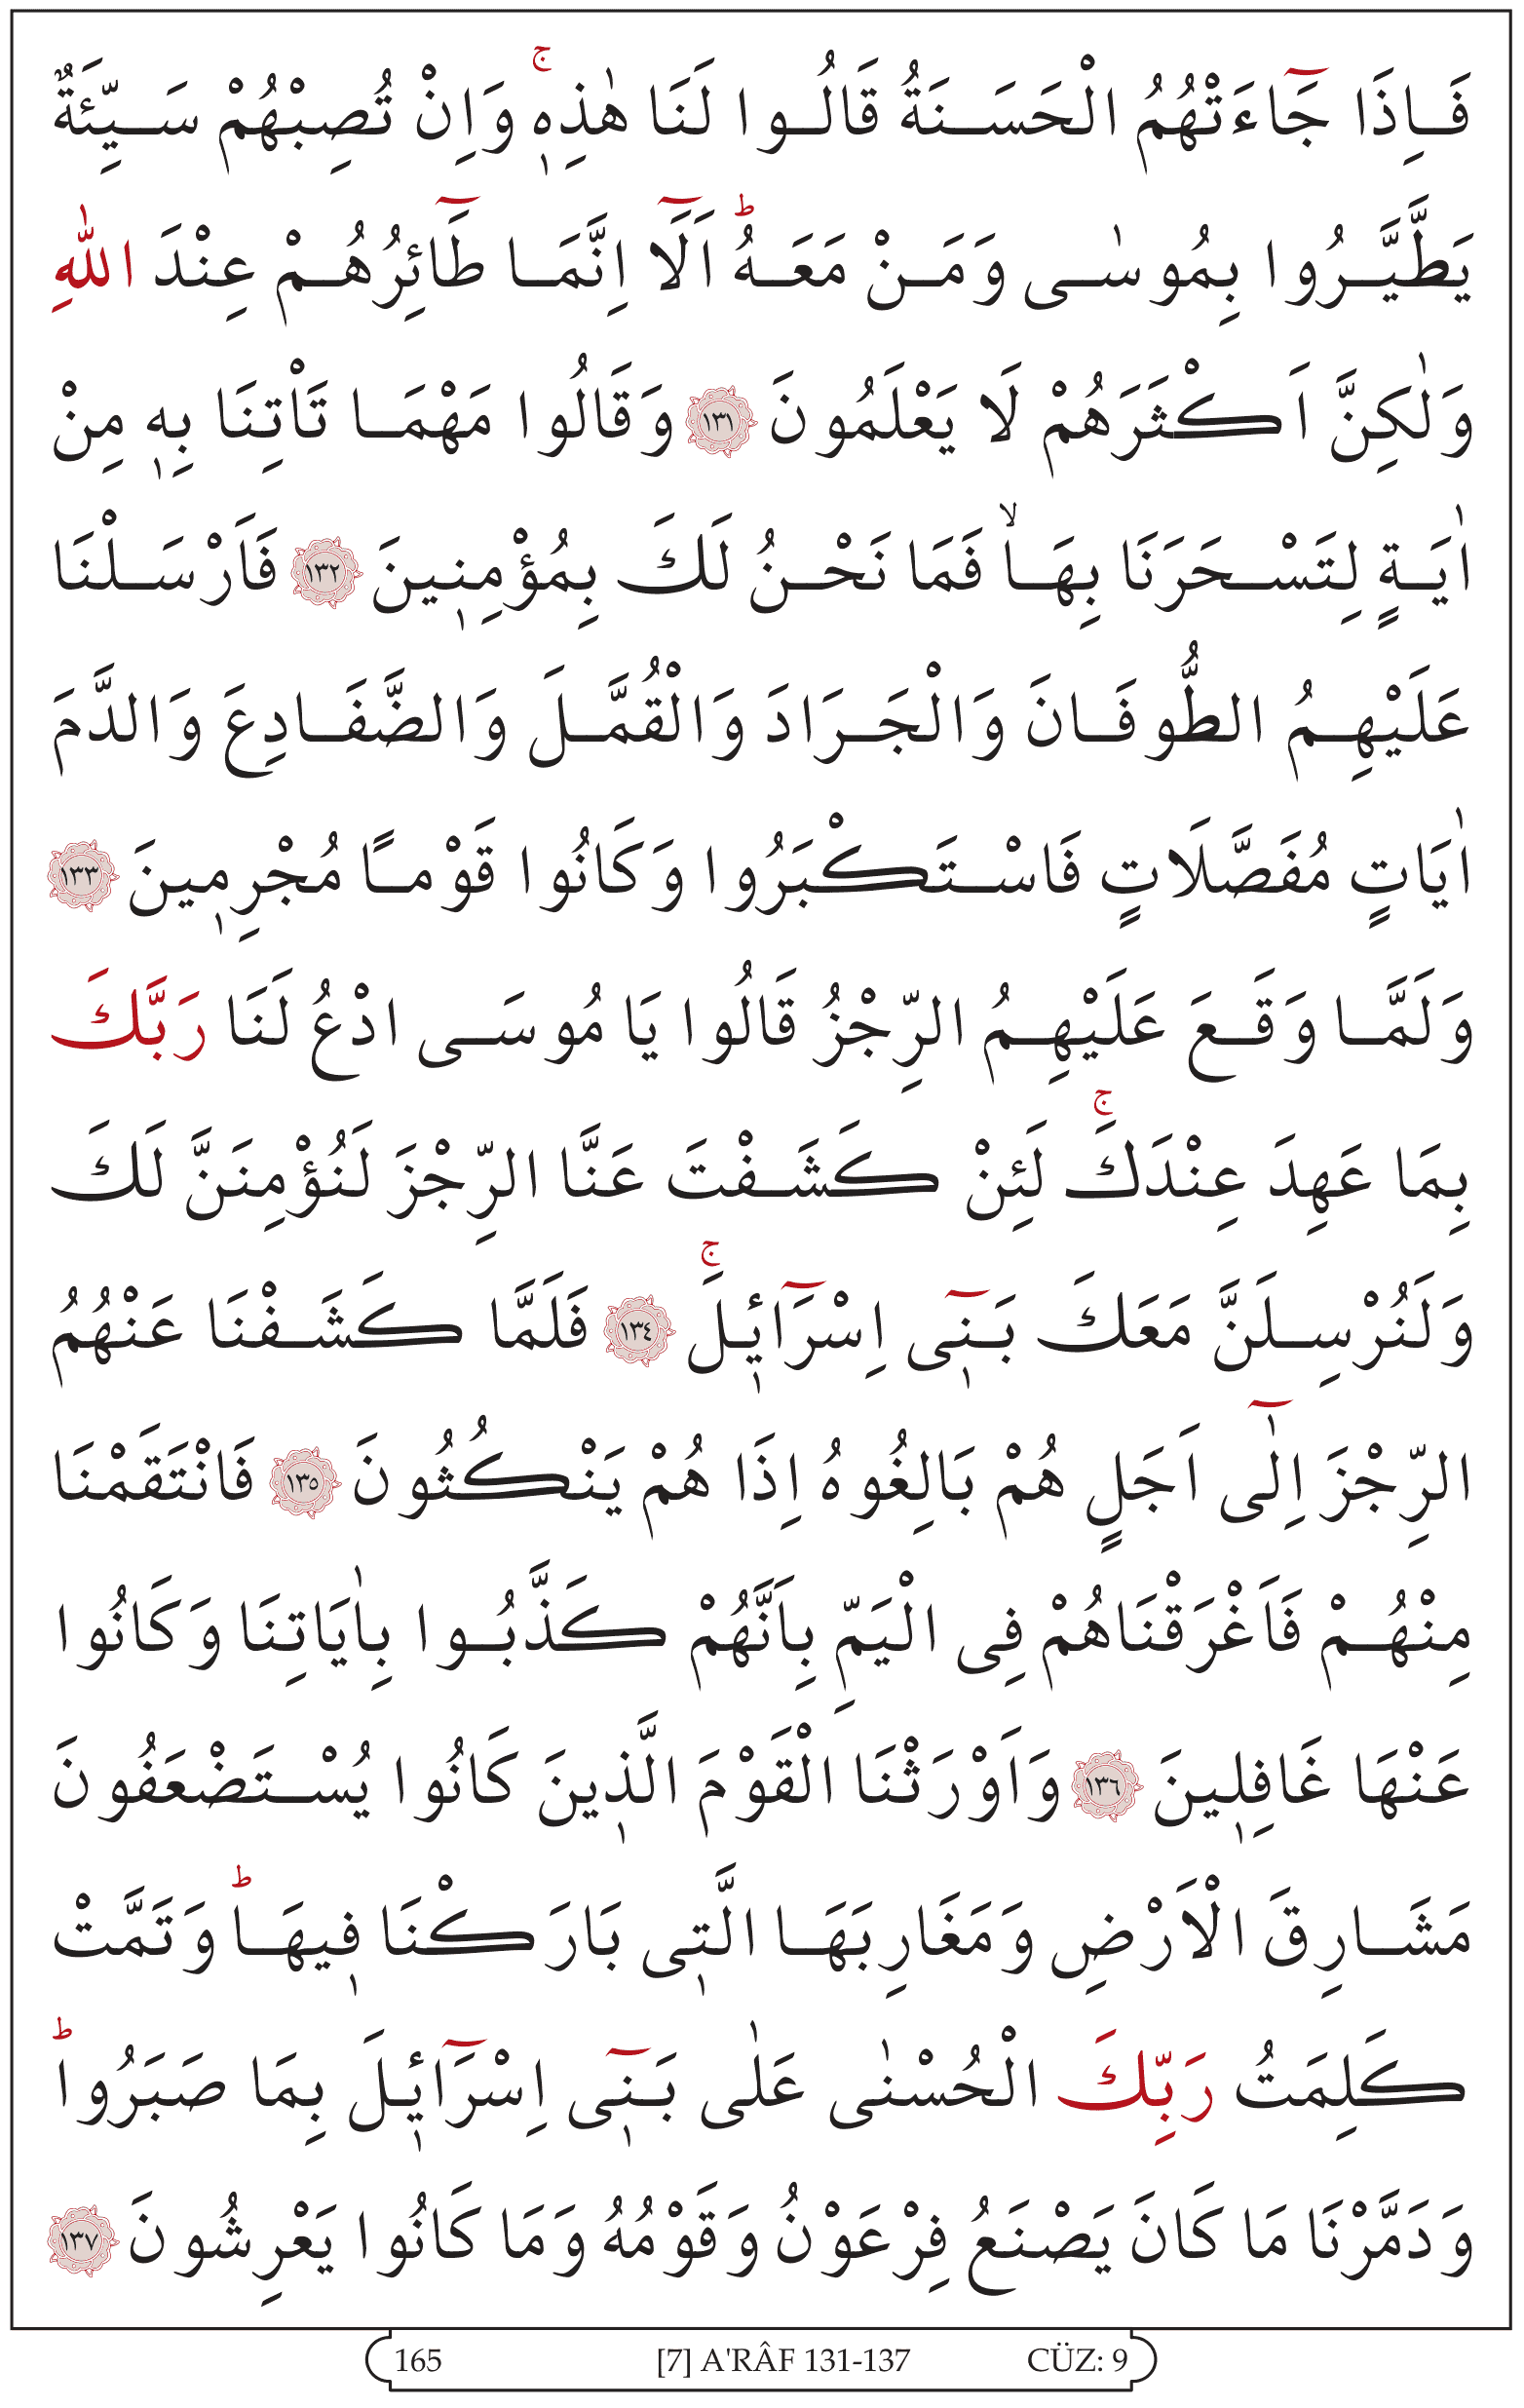 فَاِذَا جَٓاءَتْهُمُ الْحَسَنَةُ قَالُوا لَنَا هٰذِه۪ۚ وَاِنْ تُصِبْهُمْ سَيِّئَةٌ
يَطَّيَّرُوا بِمُوسٰى وَمَنْ مَعَهُۜ اَلَٓا اِنَّمَا طَٓائِرُهُمْ عِنْدَ اللّٰهِ
وَلٰكِنَّ اَكْثَرَهُمْ لَا يَعْلَمُونَ ﴿١٣١﴾ وَقَالُوا مَهْمَا تَاْتِنَا بِه۪ مِنْ
اٰيَةٍ لِتَسْحَرَنَا بِهَاۙ فَمَا نَحْنُ لَكَ بِمُؤْمِن۪ينَ ﴿١٣٢﴾ فَاَرْسَلْنَا
عَلَيْهِمُ الطُّوفَانَ وَالْجَرَادَ وَالْقُمَّلَ وَالضَّفَادِعَ وَالدَّمَ
اٰيَاتٍ مُفَصَّلَاتٍ فَاسْتَكْبَرُوا وَكَانُوا قَوْمًا مُجْرِم۪ينَ ﴿١٣٣﴾
وَلَمَّا وَقَعَ عَلَيْهِمُ الرِّجْزُ قَالُوا يَا مُوسَى ادْعُ لَنَا رَبَّكَ
بِمَا عَهِدَ عِنْدَكَۚ لَئِنْ كَشَفْتَ عَنَّا الرِّجْزَ لَنُؤْمِنَنَّ لَكَ
وَلَنُرْسِلَنَّ مَعَكَ بَن۪ٓى اِسْرَٓاء۪يلَۚ ﴿١٣٤﴾ فَلَمَّا كَشَفْنَا عَنْهُمُ
الرِّجْزَ اِلٰٓى اَجَلٍ هُمْ بَالِغُوهُ اِذَا هُمْ يَنْكُثُونَ ﴿١٣٥﴾ فَانْتَقَمْنَا
مِنْهُمْ فَاَغْرَقْنَاهُمْ فِى الْيَمِّ بِاَنَّهُمْ كَذَّبُوا بِاٰيَاتِنَا وَكَانُوا
عَنْهَا غَافِل۪ينَ ﴿١٣٦﴾ وَاَوْرَثْنَا الْقَوْمَ الَّذ۪ينَ كَانُوا يُسْتَضْعَفُونَ
مَشَارِقَ الْاَرْضِ وَمَغَارِبَهَا الَّت۪ى بَارَكْنَا ف۪يهَاۜ وَتَمَّتْ
كَلِمَتُ رَبِّكَ الْحُسْنٰى عَلٰى بَن۪ٓى اِسْرَٓاء۪يلَ بِمَا صَبَرُواۜ
وَدَمَّرْنَا مَا كَانَ يَصْنَعُ فِرْعَوْنُ وَقَوْمُهُ وَمَا كَانُوا يَعْرِشُونَ ﴿١٣٧﴾
165 [7] A'RÂF 131-137 CÜZ: 9